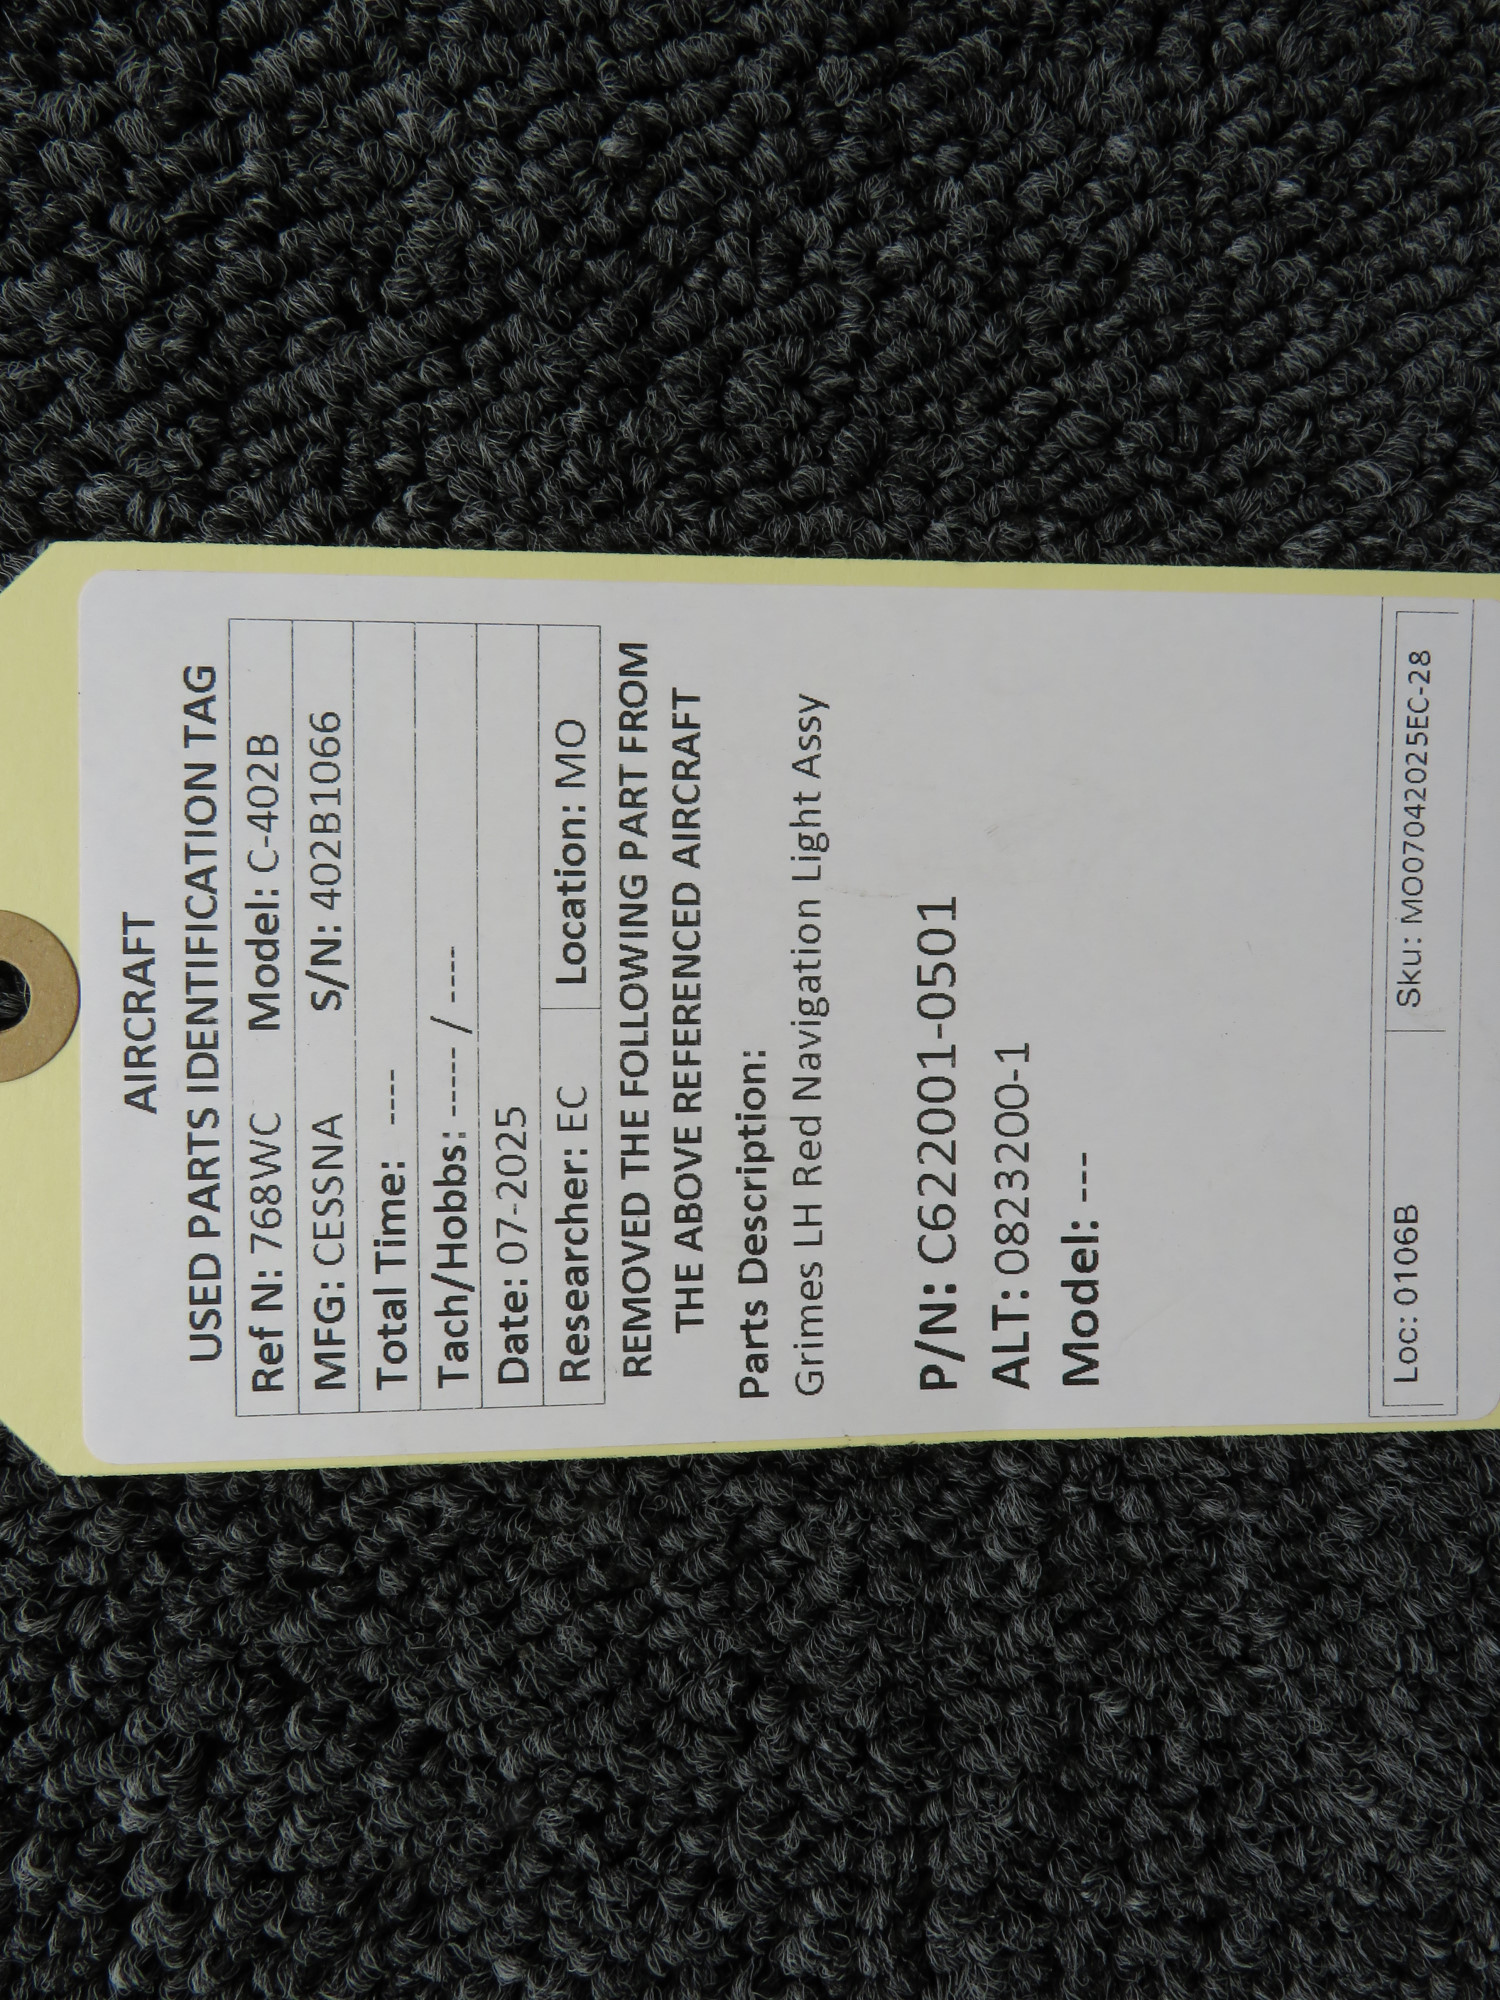 AIRCRAFT
USED PARTS IDENTIFICATION TAG
Ref N: 768WC Model: C-402B
MFG: CESSNA S/N: 402B1066
Total Time: ----
Tach/Hobbs: ----- / ----
Date: 07-2025
Researcher: EC Location: MO
REMOVED THE FOLLOWING PART FROM
THE ABOVE REFERENCED AIRCRAFT
Parts Description:
Grimes LH Red Navigation Light Assy
P/N: C622001-0501
ALT: 0823200-1
Model: ---
Loc: 0106B Sku: MO07042025EC-28